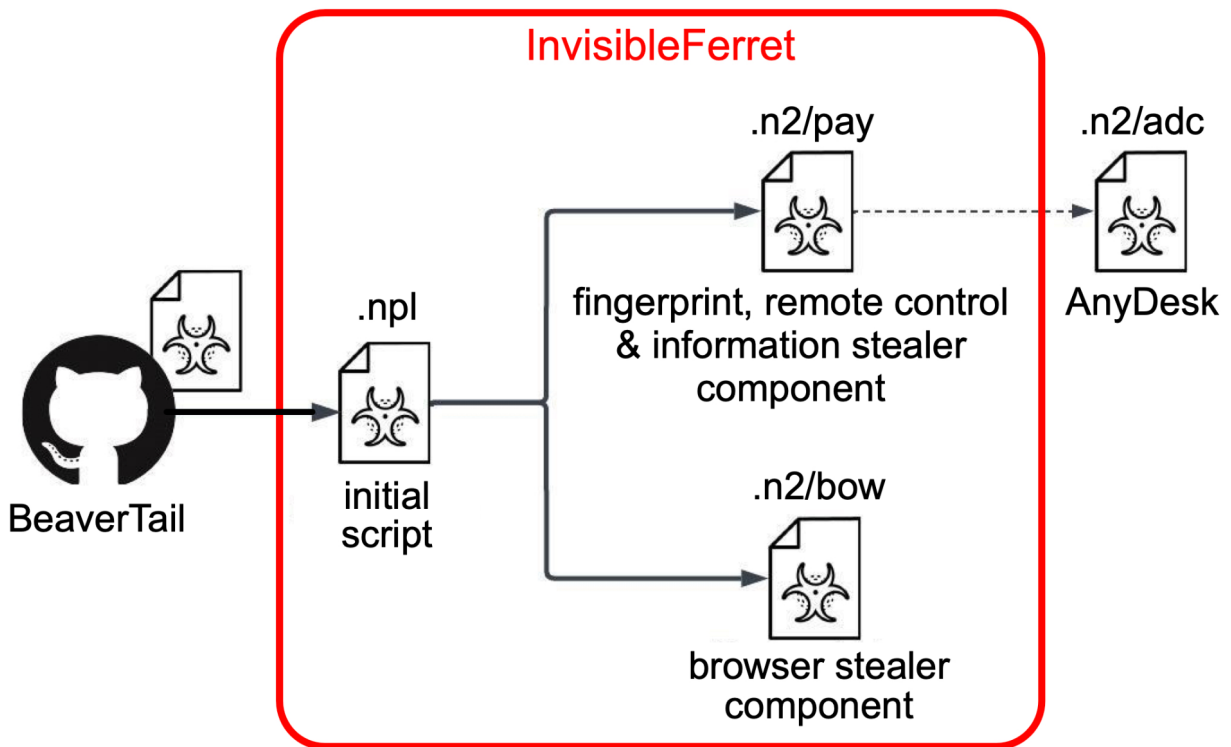 InvisibleFerret
.n2/pay
.n2/adc
fingerprint, remote control
& information stealer
component
AnyDesk
.npl
initial
script
BeaverTail
.n2/bow
browser stealer
component